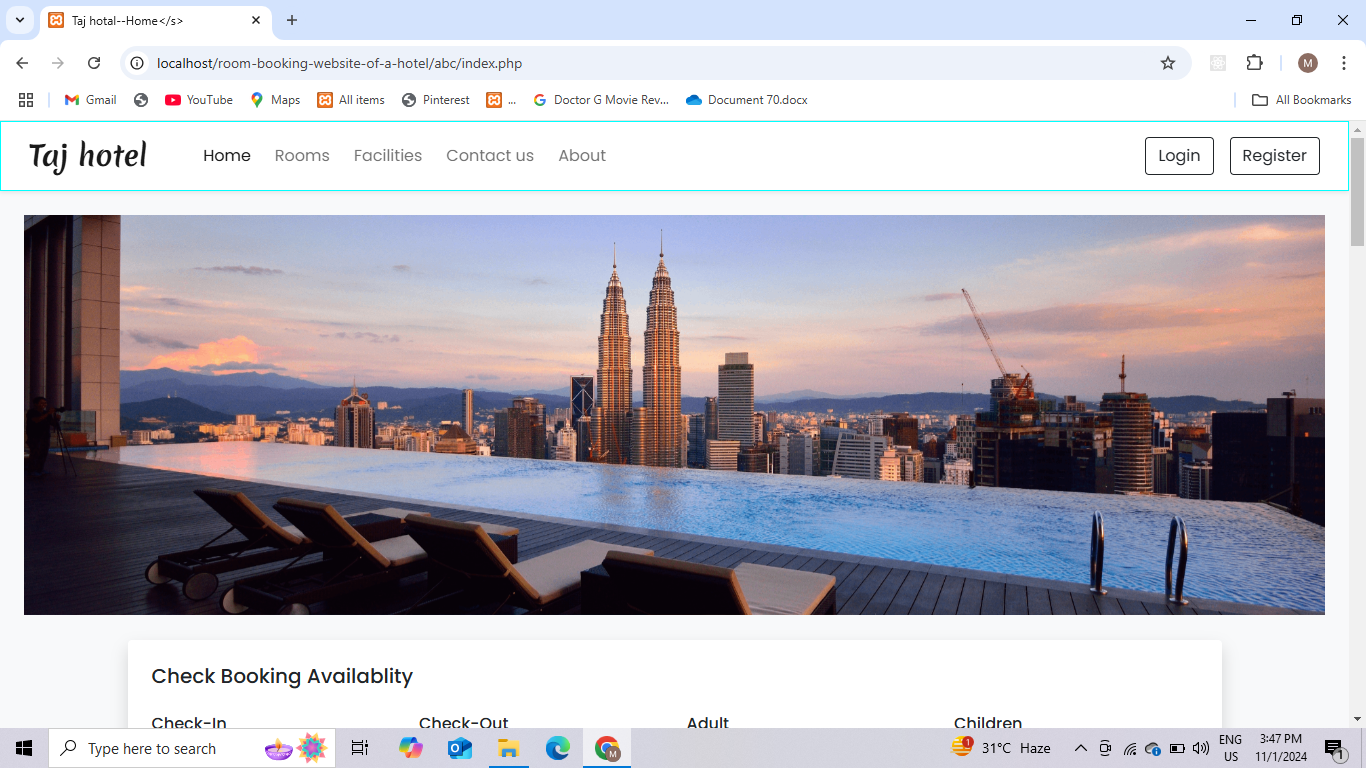 Taj hotal--Home</s>
localhost/room-booking-website-of-a-hotel/abc/index.php
M
Gmail
YouTube
Maps
All items
Pinterest
...
Doctor G Movie Rev...
Document 70.docx
All Bookmarks
Taj hotel
Home
Rooms
Facilities
Contact us
About
Login
Register
Check Booking Availablity
Check-In
Check-Out
Adult
Children
Type here to search
M
1
31°C Haze
ENG
US
3:47 PM
11/1/2024
1